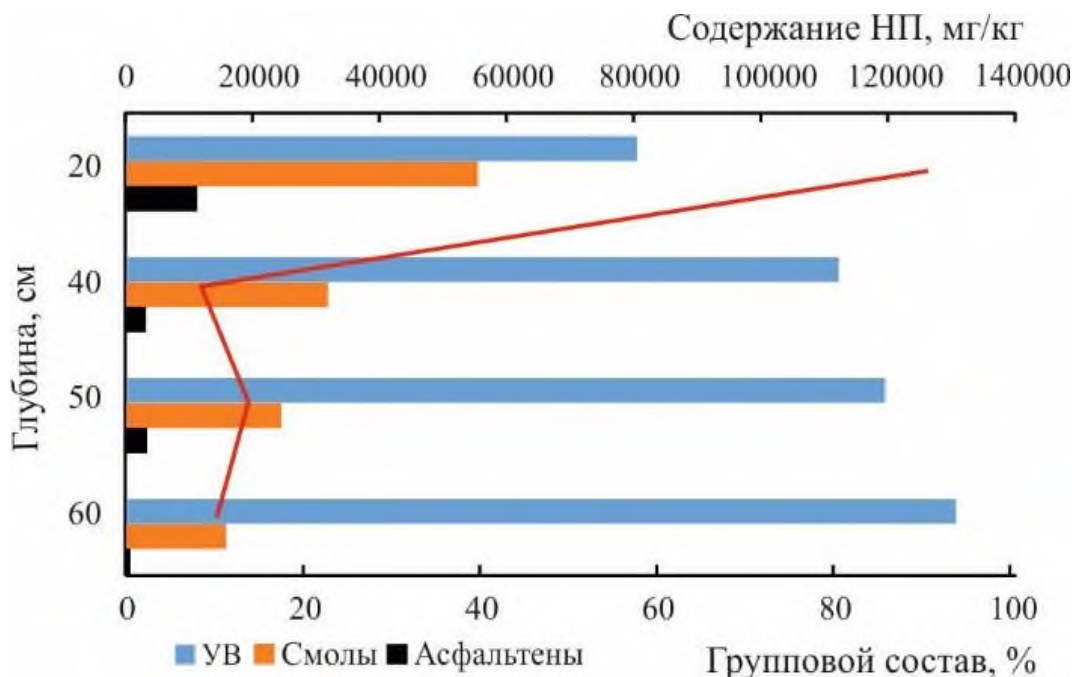 Содержание НП, мг/кг
0 20000 40000 60000 80000 100000 120000 140000
20
40
50
60
Глубина, см
0 20 40 60 80 100
УВ Смолы Асфальтены
Групповой состав, %